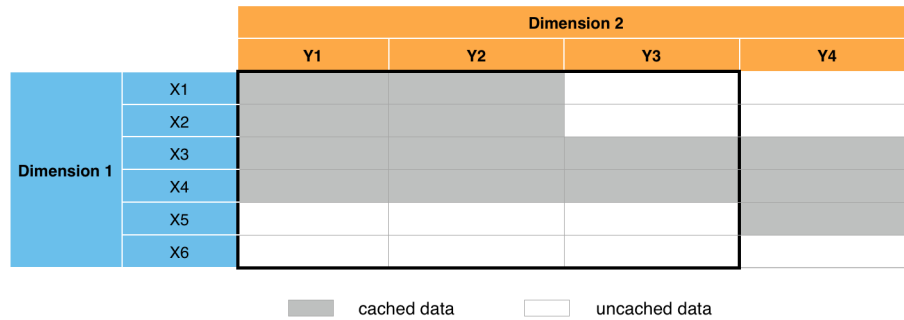 Dimension 2
Y1 Y2 Y3 Y4
X1
X2
X3
Dimension 1
X4
X5
X6
cached data uncached data